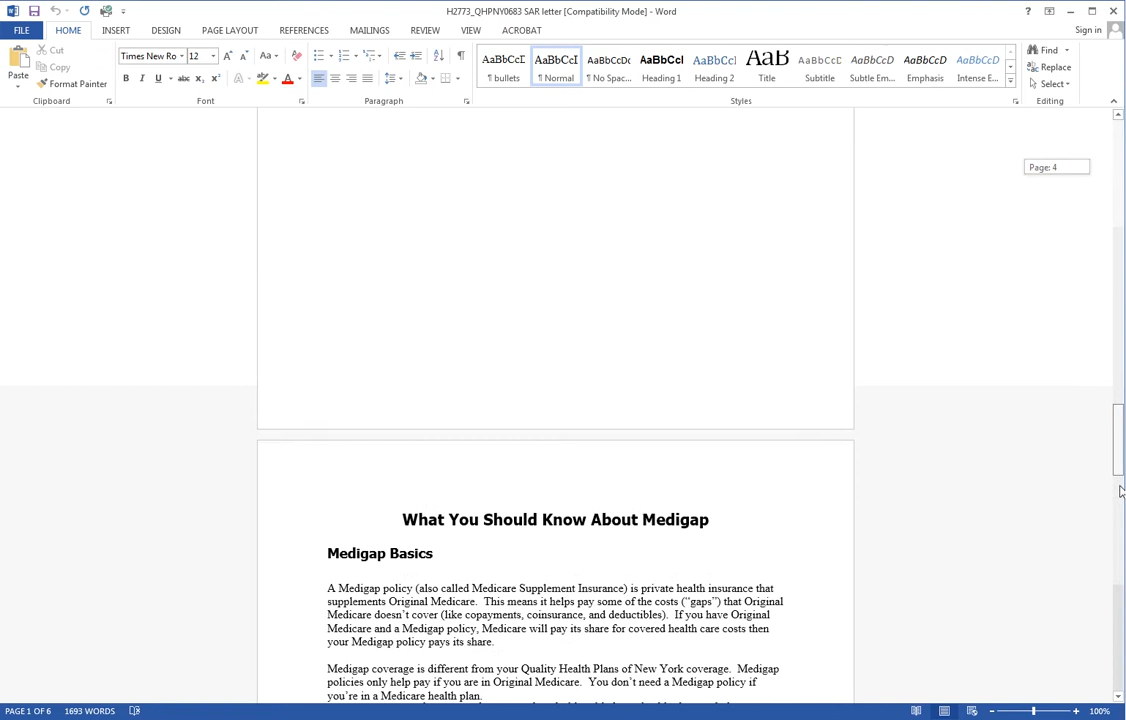 H2773_QHPNY0683 SAR letter [Compatibility Mode] - Word
Sign in
FILE HOME INSERT DESIGN PAGE LAYOUT REFERENCES MAILINGS REVIEW VIEW ACROBAT
Paste
Cut
Copy
Format Painter
Clipboard
Times New Ro 12
Font
Paragraph
AaBbCcD AaBbCcI AaBbCcDc AaBbCcI AaBbCcI AaB AaBbCcD AaBbCcD AaBbCcD AaBbCcD
¶ bullets ¶ Normal ¶ No Spac... Heading 1 Heading 2 Title Subtitle Subtle Em... Emphasis Intense E...
Styles
Find
Replace
Select
Editing
Page: 4
What You Should Know About Medigap
Medigap Basics
A Medigap policy (also called Medicare Supplement Insurance) is private health insurance that
supplements Original Medicare.  This means it helps pay some of the costs (“gaps”) that Original
Medicare doesn’t cover (like copayments, coinsurance, and deductibles).  If you have Original
Medicare and a Medigap policy, Medicare will pay its share for covered health care costs then
your Medigap policy pays its share.
Medigap coverage is different from your Quality Health Plans of New York coverage.  Medigap
policies only help pay if you are in Original Medicare.  You don’t need a Medigap policy if
you’re in a Medicare health plan.
PAGE 1 OF 6 1693 WORDS 100%